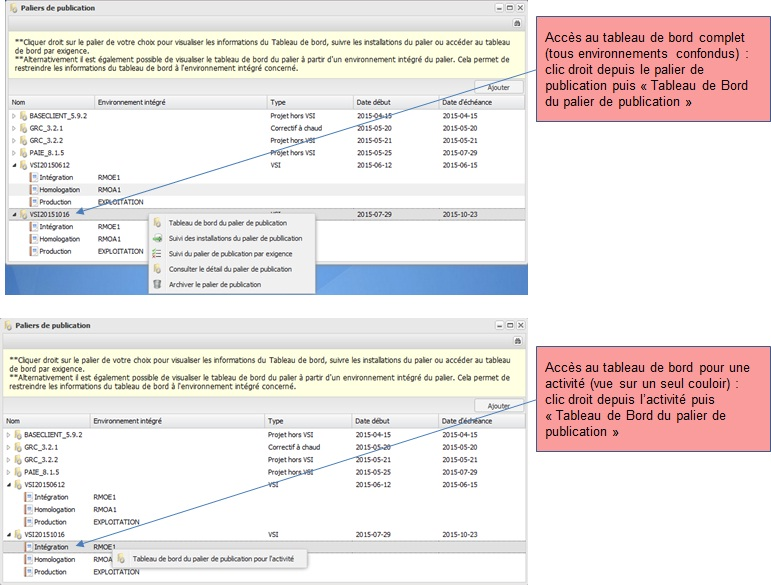 Paliers de publication
**Cliquer droit sur le palier de votre choix pour visualiser les informations du Tableau de bord, suivre les installations du palier ou accéder au tableau
de bord par exigence.
**Alternativement il est également possible de visualiser le tableau de bord du palier à partir d'un environnement intégré du palier. Cela permet de
restreindre les informations du tableau de bord à l'environnement intégré concerné.
Ajouter
Nom Environnement intégré Type Date début Date d'échéance
BASECLIENT_5.9.2 Projet hors VSI 2015-04-15 2015-04-15
GRC_3.2.1 Correctif à chaud 2015-05-20 2015-05-20
GRC_3.2.2 Projet hors VSI 2015-05-21 2015-05-21
PAIE_8.1.5 Projet hors VSI 2015-05-25 2015-07-29
VSI20150612 VSI 2015-06-12 2015-06-15
Intégration RMOE1
Homologation RMOA1
Production EXPLOITATION
VSI20151016 VSI 2015-07-29 2015-10-23
Intégration RMOE1
Homologation RMOA1
Production EXPLOITATION
Tableau de bord du palier de publication
Suivi des installations du palier de publication
Suivi du palier de publication par exigence
Consulter le détail du palier de publication
Archiver le palier de publication
Accès au tableau de bord complet
(tous environnements confondus) :
clic droit depuis le palier de
publication puis « Tableau de Bord
du palier de publication »
Paliers de publication
**Cliquer droit sur le palier de votre choix pour visualiser les informations du Tableau de bord, suivre les installations du palier ou accéder au tableau
de bord par exigence.
**Alternativement il est également possible de visualiser le tableau de bord du palier à partir d'un environnement intégré du palier. Cela permet de
restreindre les informations du tableau de bord à l'environnement intégré concerné.
Ajouter
Nom Environnement intégré Type Date début Date d'échéance
BASECLIENT_5.9.2 Projet hors VSI 2015-04-15 2015-04-15
GRC_3.2.1 Correctif à chaud 2015-05-20 2015-05-20
GRC_3.2.2 Projet hors VSI 2015-05-21 2015-05-21
PAIE_8.1.5 Projet hors VSI 2015-05-25 2015-07-29
VSI20150612 VSI 2015-06-12 2015-06-15
Intégration RMOE1
Homologation RMOA1
Production EXPLOITATION
VSI20151016 VSI 2015-07-29 2015-10-23
Intégration RMOE1
Homologation RMOA
Production EXPLOITATION
Tableau de bord du palier de publication pour l'activité
Accès au tableau de bord pour une
activité (vue sur un seul couloir) :
clic droit depuis l'activité puis
« Tableau de Bord du palier de
publication »